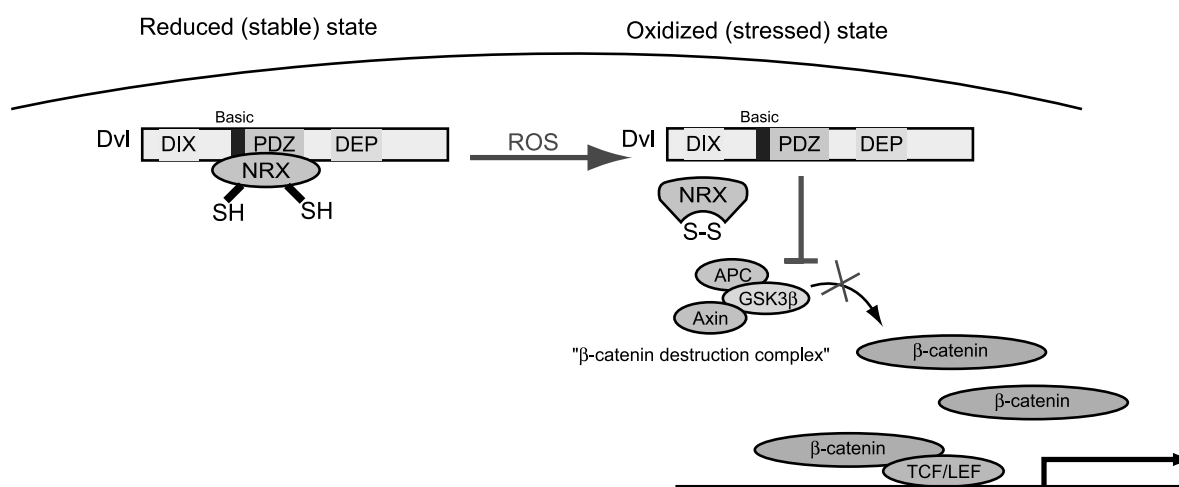 Reduced (stable) state
Oxidized (stressed) state
Basic
Dvl DIX PDZ DEP
NRX
SH SH
ROS
Basic
Dvl DIX PDZ DEP
NRX
S-S
APC
GSK3β
Axin
"β-catenin destruction complex"
β-catenin
β-catenin
β-catenin
TCF/LEF